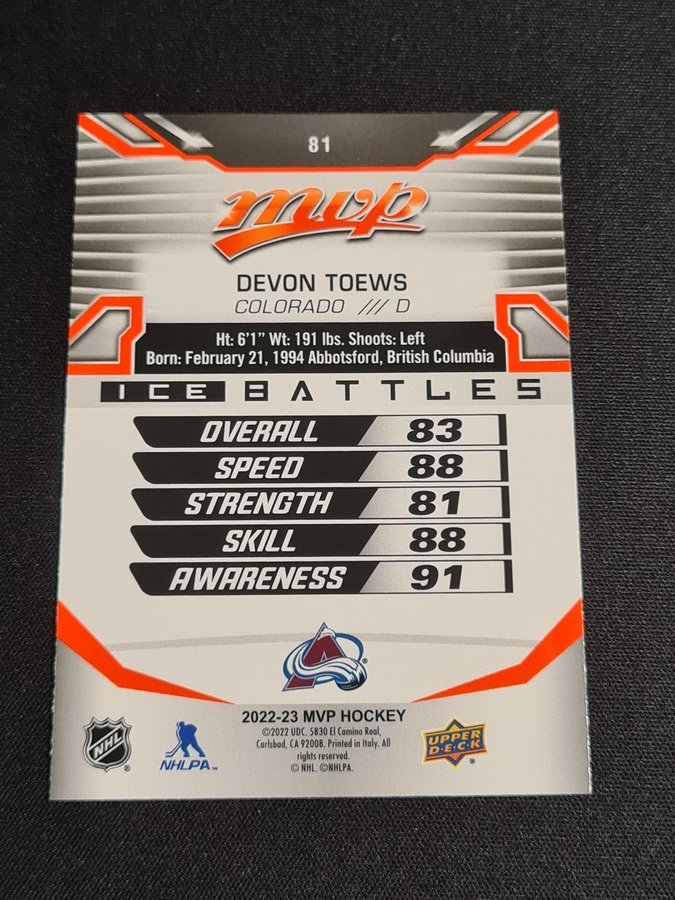 81
mvp
DEVON TOEWS
COLORADO /// D
Ht: 6'1" Wt: 191 lbs. Shoots: Left
Born: February 21, 1994 Abbotsford, British Columbia
ICE BATTLES
OVERALL 83
SPEED 88
STRENGTH 81
SKILL 88
AWARENESS 91
A
2022-23 MVP HOCKEY
©2022 UDC. 5830 El Camino Real,
Carlsbad, CA 92008. Printed in Italy. All
rights reserved.
© NHL. ©NHLPA.
NHL
NHLPA™
UPPER
DECK